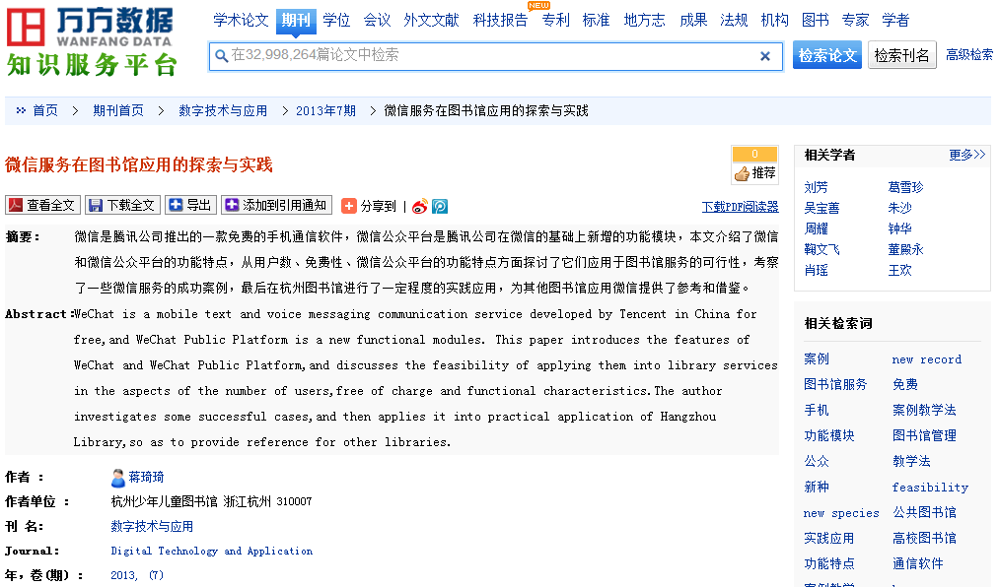 万方数据
WANFANG DATA
知识服务平台
学术论文 期刊 学位 会议 外文文献 科技报告 NEW 专利 标准 地方志 成果 法规 机构 图书 专家 学者
在32,998,264篇论文中检索 × 检索论文 检索刊名 高级检索
首页 > 期刊首页 > 数字技术与应用 > 2013年7期 > 微信服务在图书馆应用的探索与实践
微信服务在图书馆应用的探索与实践
0
推荐
查看全文 下载全文 导出 添加到引用通知 分享到 | 下载PDF阅读器
摘要: 微信是腾讯公司推出的一款免费的手机通信软件，微信公众平台是腾讯公司在微信的基础上新增的功能模块，本文介绍了微信
和微信公众平台的功能特点，从用户数、免费性、微信公众平台的功能特点方面探讨了它们应用于图书馆服务的可行性，考察
了一些微信服务的成功案例，最后在杭州图书馆进行了一定程度的实践应用，为其他图书馆应用微信提供了参考和借鉴。
Abstract: WeChat is a mobile text and voice messaging communication service developed by Tencent in China for
free,and WeChat Public Platform is a new functional modules. This paper introduces the features of
WeChat and WeChat Public Platform,and discusses the feasibility of applying them into library services
in the aspects of the number of users,free of charge and functional characteristics.The author
investigates some successful cases,and then applies it into practical application of Hangzhou
Library,so as to provide reference for other libraries.
作者 : 蒋琦琦
作者单位 : 杭州少年儿童图书馆 浙江杭州 310007
刊 名: 数字技术与应用
Journal: Digital Technology and Application
年，卷(期) : 2013, (7)
相关学者 更多>>
刘芳 葛雪珍
吴宝善 朱沙
周耀 钟华
鞠文飞 董殿永
肖瑶 王欢
相关检索词
案例 new record
图书馆服务 免费
手机 案例教学法
功能模块 图书馆管理
公众 教学法
新种 feasibility
new species 公共图书馆
实践应用 高校图书馆
功能特点 通信软件